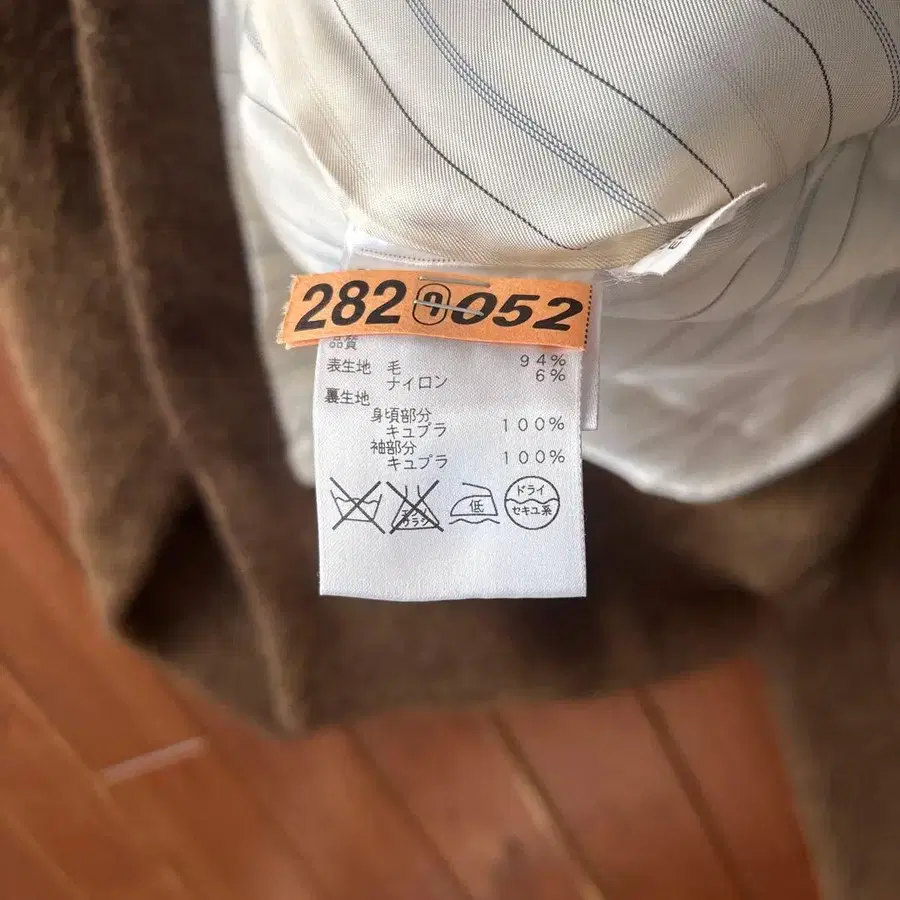 282 ⑦ 052
品質
表生地 毛 94%
ナイロン 6%
裏生地
身頃部分
キュプラ 100%
袖部分
キュプラ 100%
低
ドライ
セキユ系